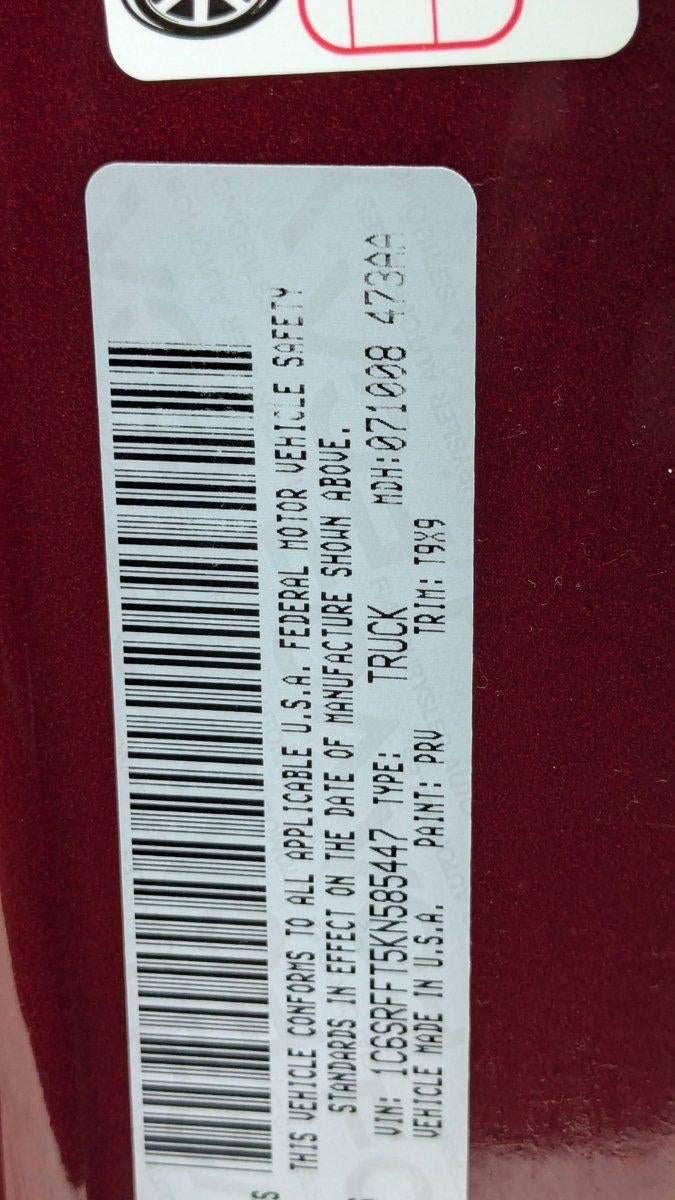 THIS VEHICLE CONFORMS TO ALL APPLICABLE U.S.A. FEDERAL MOTOR VEHICLE SAFETY
STANDARDS IN EFFECT ON THE DATE OF MANUFACTURE SHOWN ABOVE.
VIN: 1C6SRFFT5KN585447 TYPE: TRUCK MDH:071008 473AA
VEHICLE MADE IN U.S.A. PAINT: PRV TRIM: T9X9